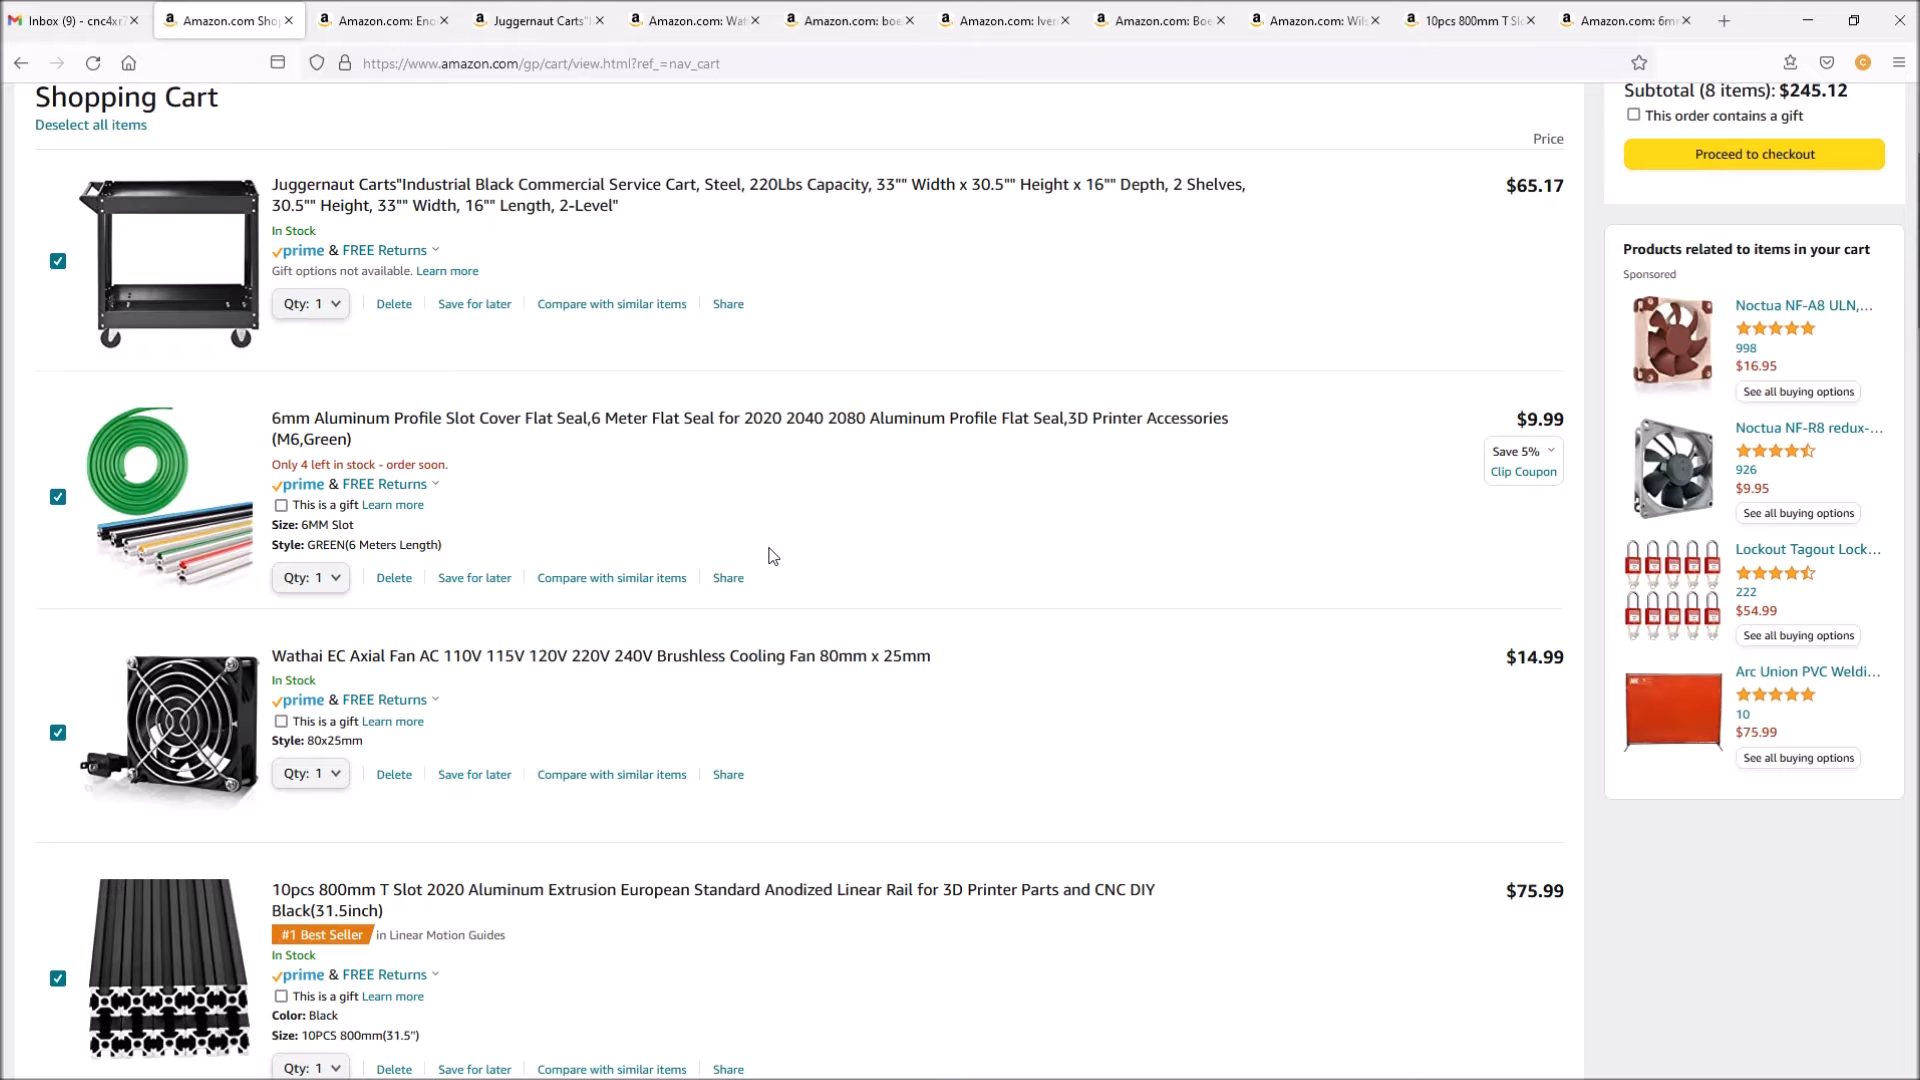 Inbox (9) - cnc4xr7
Amazon.com Sho
Amazon.com: Enc
Juggernaut Carts"
Amazon.com: Wat
Amazon.com: boe
Amazon.com: Iver
Amazon.com: Boe
Amazon.com: Wils
10pcs 800mm T Slo
Amazon.com: 6m
https://www.amazon.com/gp/cart/view.html?ref_=nav_cart
C
Shopping Cart
Deselect all items
Price
Juggernaut Carts"Industrial Black Commercial Service Cart, Steel, 220Lbs Capacity, 33"" Width x 30.5"" Height x 16"" Depth, 2 Shelves,
30.5"" Height, 33"" Width, 16"" Length, 2-Level"
$65.17
In Stock
prime & FREE Returns
Gift options not available. Learn more
Qty: 1 Delete Save for later Compare with similar items Share
6mm Aluminum Profile Slot Cover Flat Seal,6 Meter Flat Seal for 2020 2040 2080 Aluminum Profile Flat Seal,3D Printer Accessories
(M6,Green)
$9.99
Save 5%
Clip Coupon
Only 4 left in stock - order soon.
prime & FREE Returns
This is a gift Learn more
Size: 6MM Slot
Style: GREEN(6 Meters Length)
Qty: 1 Delete Save for later Compare with similar items Share
Wathai EC Axial Fan AC 110V 115V 120V 220V 240V Brushless Cooling Fan 80mm x 25mm
$14.99
In Stock
prime & FREE Returns
This is a gift Learn more
Style: 80x25mm
Qty: 1 Delete Save for later Compare with similar items Share
10pcs 800mm T Slot 2020 Aluminum Extrusion European Standard Anodized Linear Rail for 3D Printer Parts and CNC DIY
Black(31.5inch)
$75.99
#1 Best Seller in Linear Motion Guides
In Stock
prime & FREE Returns
This is a gift Learn more
Color: Black
Size: 10PCS 800mm(31.5")
Qty: 1 Delete Save for later Compare with similar items Share
Subtotal (8 items): $245.12
This order contains a gift
Proceed to checkout
Products related to items in your cart
Sponsored
Noctua NF-A8 ULN,...
998
$16.95
See all buying options
Noctua NF-R8 redux-...
926
$9.95
See all buying options
Lockout Tagout Lock...
222
$54.99
See all buying options
Arc Union PVC Weldi...
10
$75.99
See all buying options